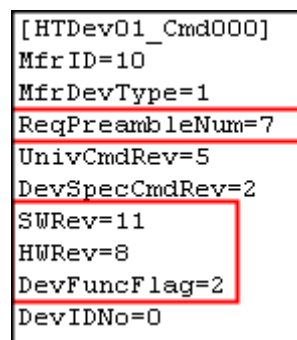 [HTDev01_Cmd000]
MfrID=10
MfrDevType=1
ReqPreambleNum=7
UnivCmdRev=5
DevSpecCmdRev=2
SWRev=11
HWRev=8
DevFuncFlag=2
DevIDNo=0